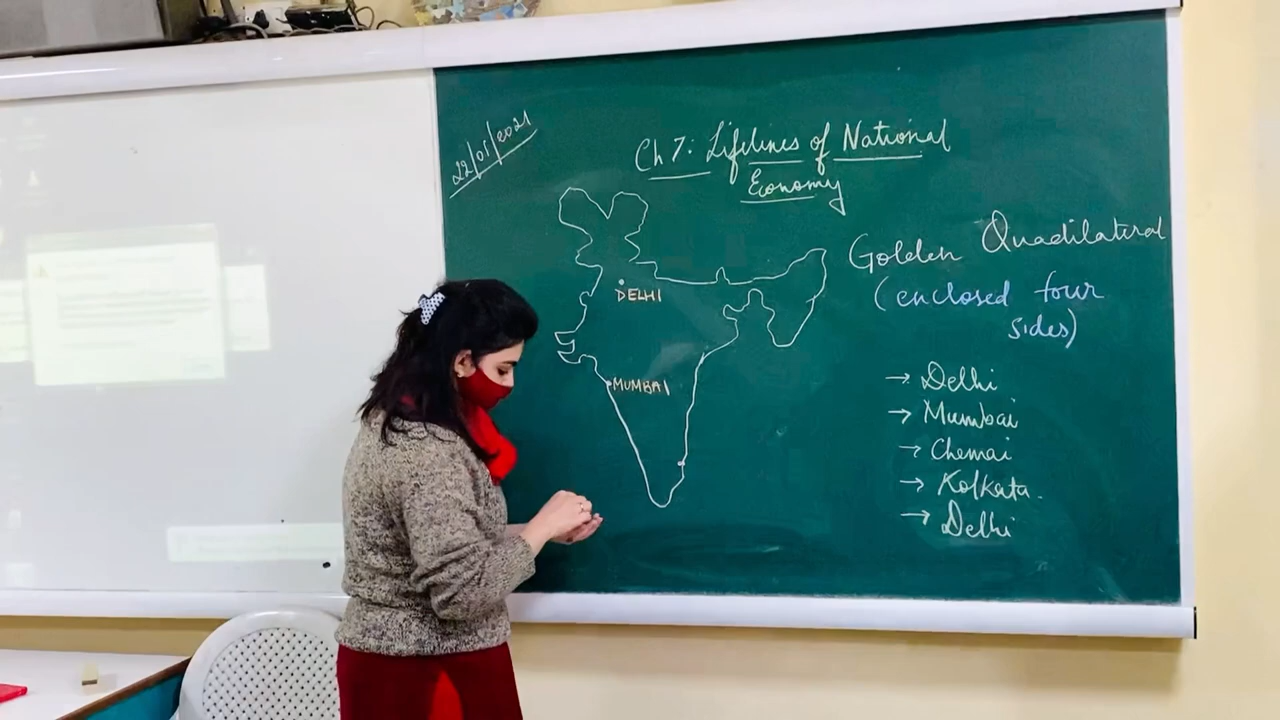 22/01/2021
Ch 7: Lifelines of National
Economy
Golden Quadilateral
(enclosed four
sides)
DELHI
MUMBAI
→ Delhi
→ Mumbai
→ Chennai
→ Kolkata.
→ Delhi